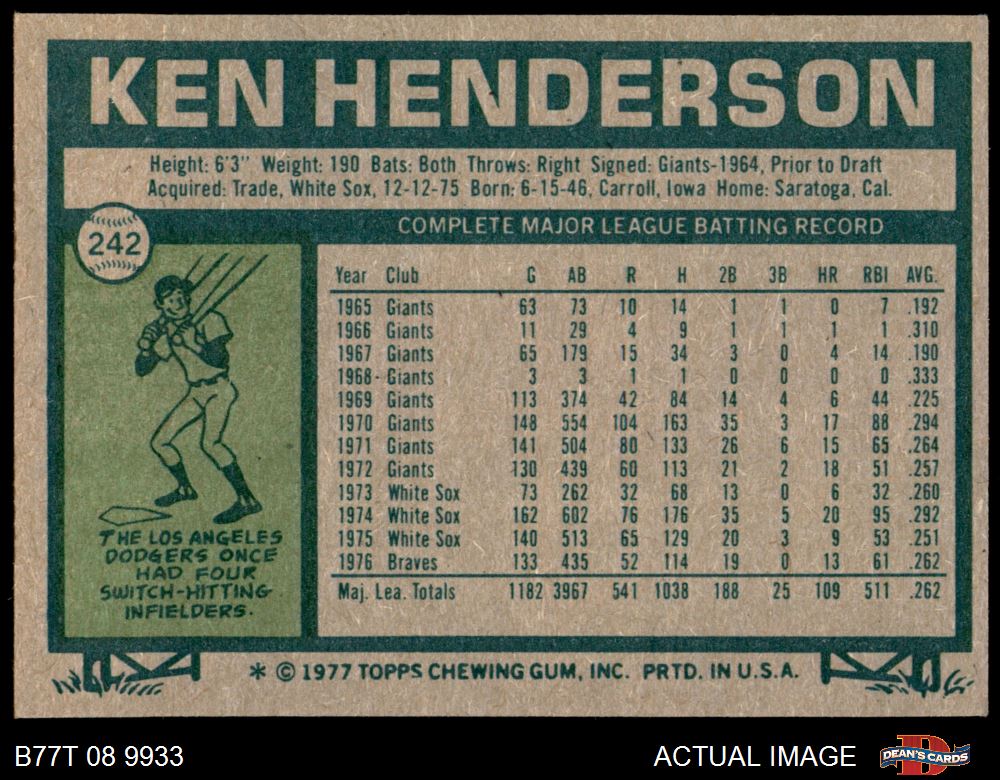 KEN HENDERSON
Height: 6'3" Weight: 190 Bats: Both Throws: Right Signed: Giants-1964, Prior to Draft
Acquired: Trade, White Sox, 12-12-75 Born: 6-15-46, Carroll, Iowa Home: Saratoga, Cal.
242
COMPLETE MAJOR LEAGUE BATTING RECORD
Year Club G AB R H 2B 3B HR RBI AVG.
1965 Giants 63 73 10 14 1 1 0 7 .192
1966 Giants 11 29 4 9 1 1 1 1 .310
1967 Giants 65 179 15 34 3 0 4 14 .190
1968- Giants 3 3 1 1 0 0 0 0 .333
1969 Giants 113 374 42 84 14 4 6 44 .225
1970 Giants 148 554 104 163 35 3 17 88 .294
1971 Giants 141 504 80 133 26 6 15 65 .264
1972 Giants 130 439 60 113 21 2 18 51 .257
1973 White Sox 73 262 32 68 13 0 6 32 .260
1974 White Sox 162 602 76 176 35 5 20 95 .292
1975 White Sox 140 513 65 129 20 3 9 53 .251
1976 Braves 133 435 52 114 19 0 13 61 .262
Maj. Lea. Totals 1182 3967 541 1038 188 25 109 511 .262
THE LOS ANGELES
DODGERS ONCE
HAD FOUR
SWITCH-HITTING
INFIELDERS.
* © 1977 TOPPS CHEWING GUM, INC. PRTD. IN U.S.A.
B77T 08 9933
ACTUAL IMAGE
D
DEAN'S CARDS